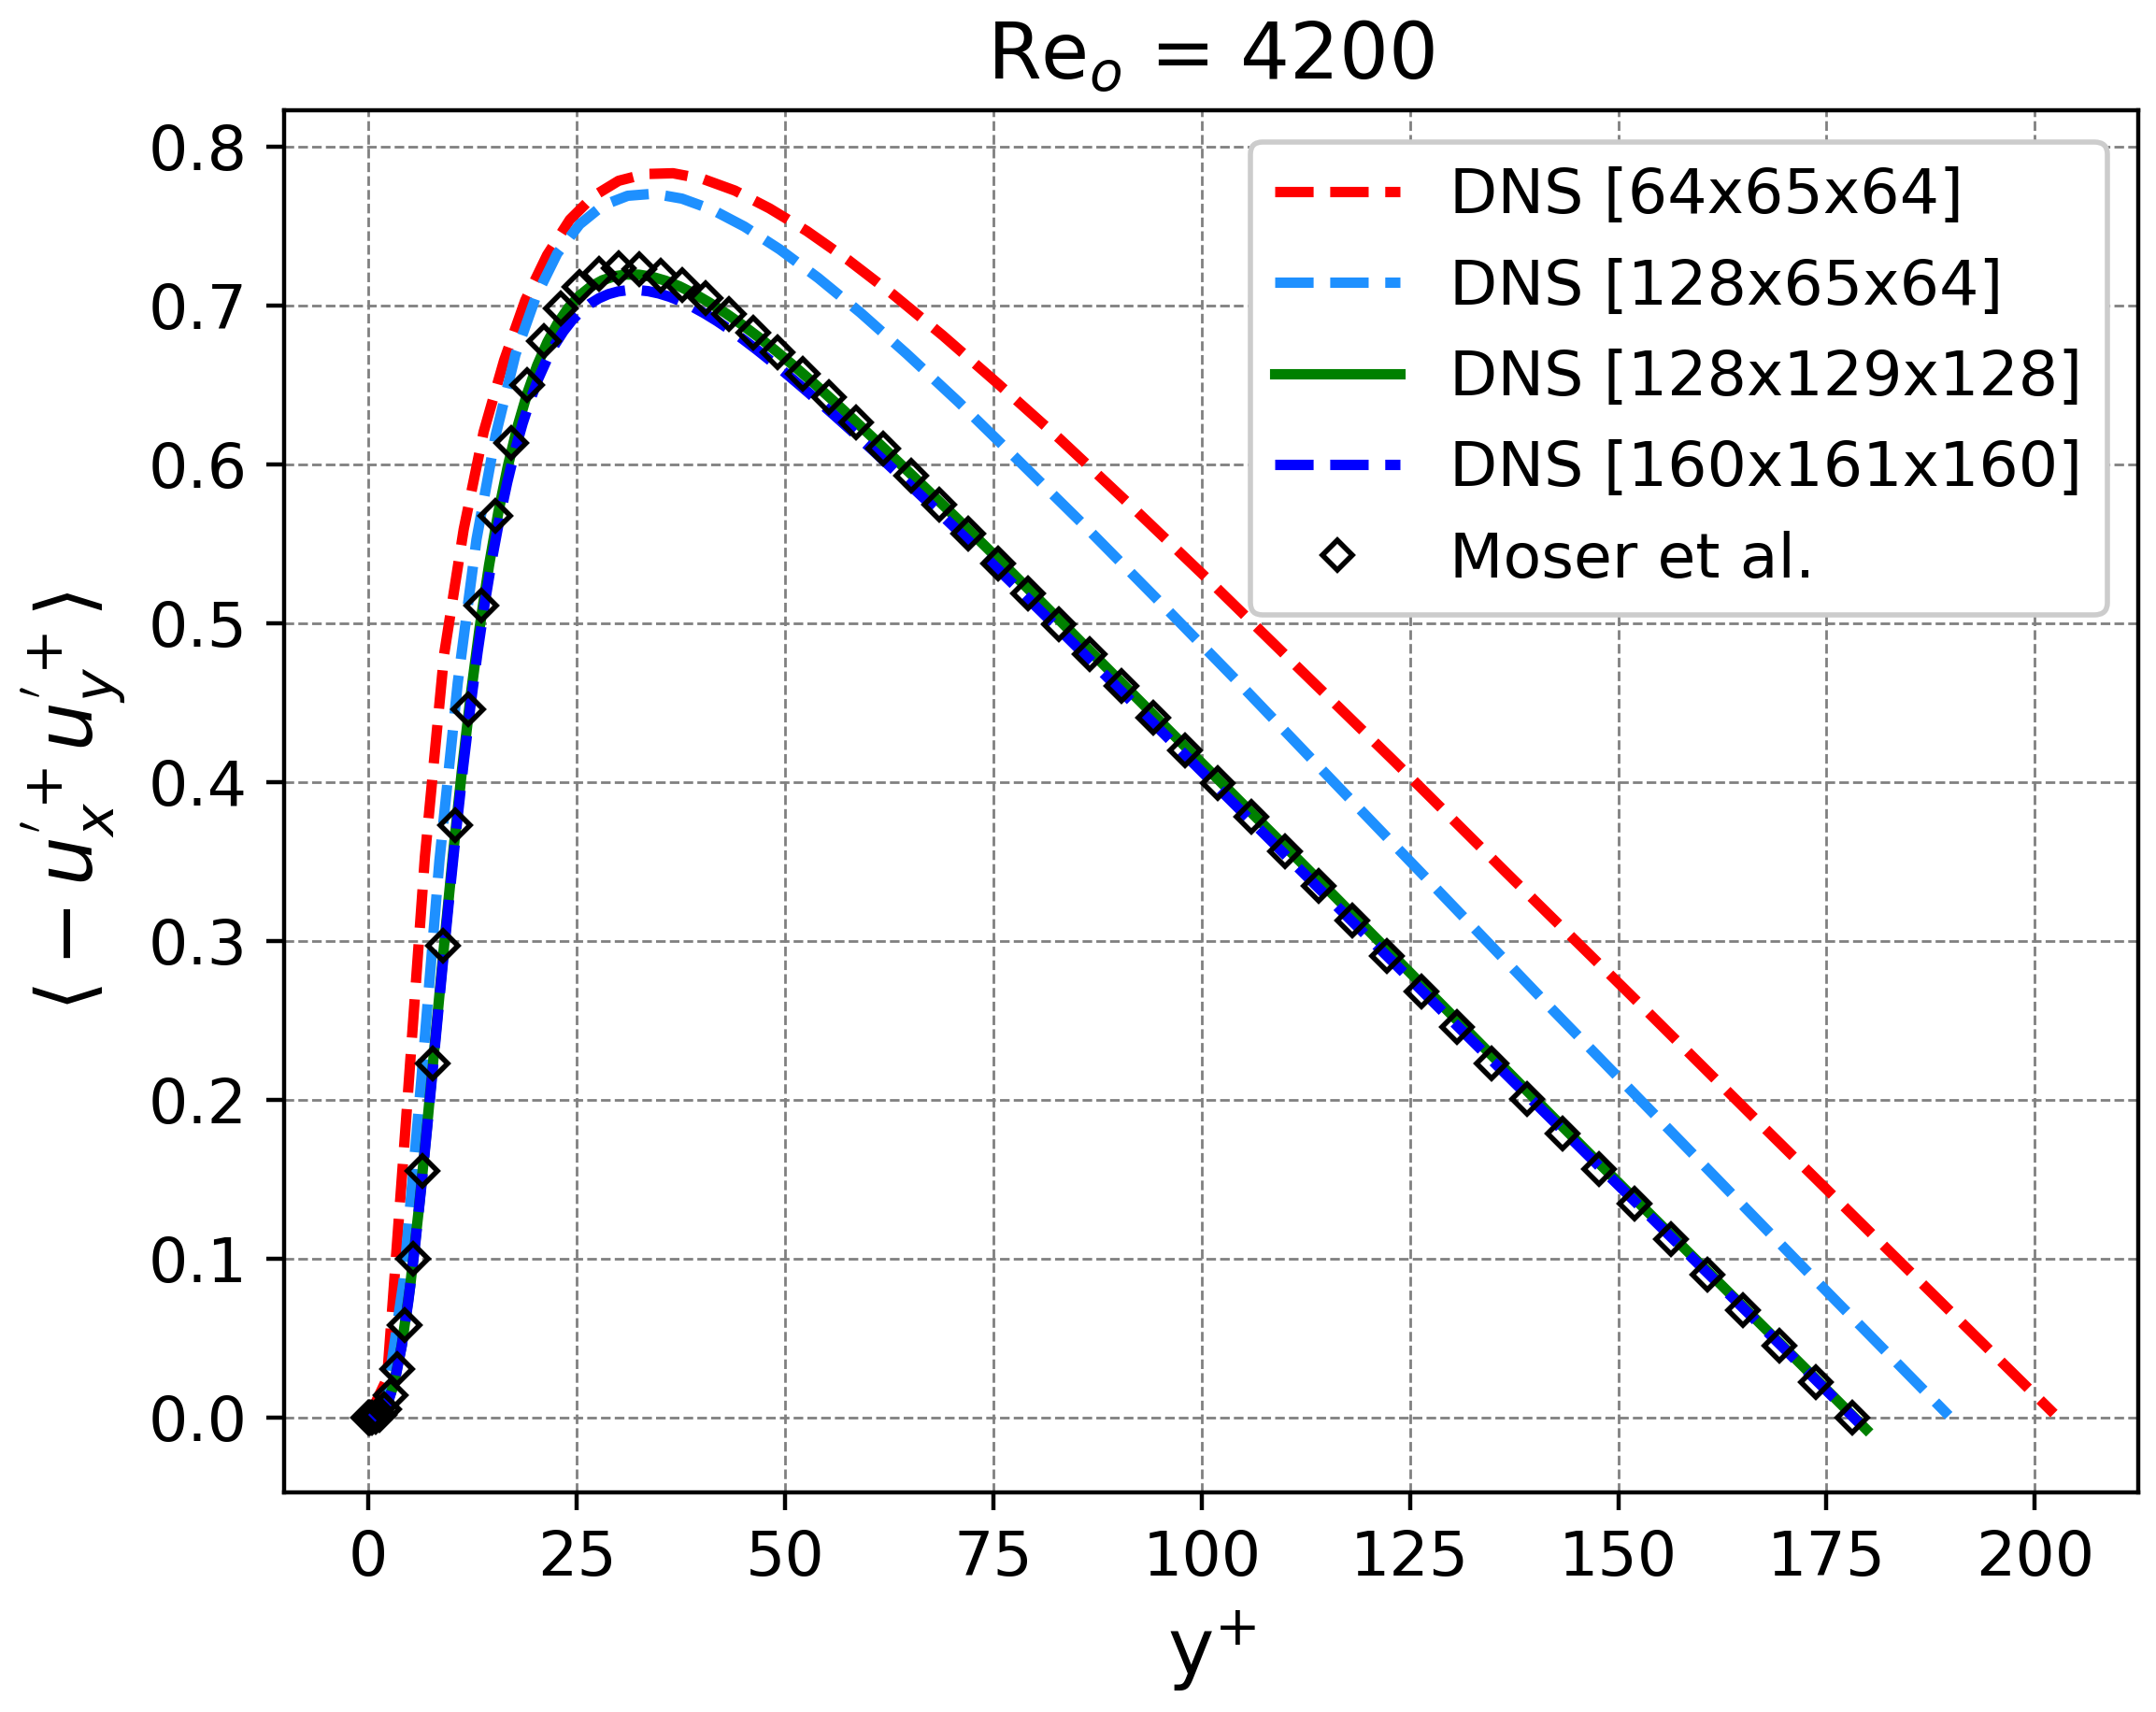 Re_o = 4200
0.8
0.7
0.6
0.5
0.4
0.3
0.2
0.1
0.0
⟨ − u′_x⁺ u′_y⁺ ⟩
DNS [64x65x64]
DNS [128x65x64]
DNS [128x129x128]
DNS [160x161x160]
Moser et al.
0 25 50 75 100 125 150 175 200
y⁺